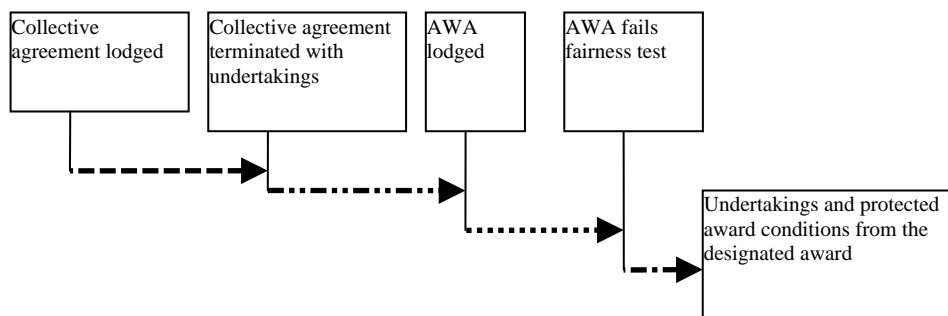 Collective
agreement lodged
Collective agreement
terminated with
undertakings
AWA
lodged
AWA fails
fairness test
Undertakings and protected
award conditions from the
designated award